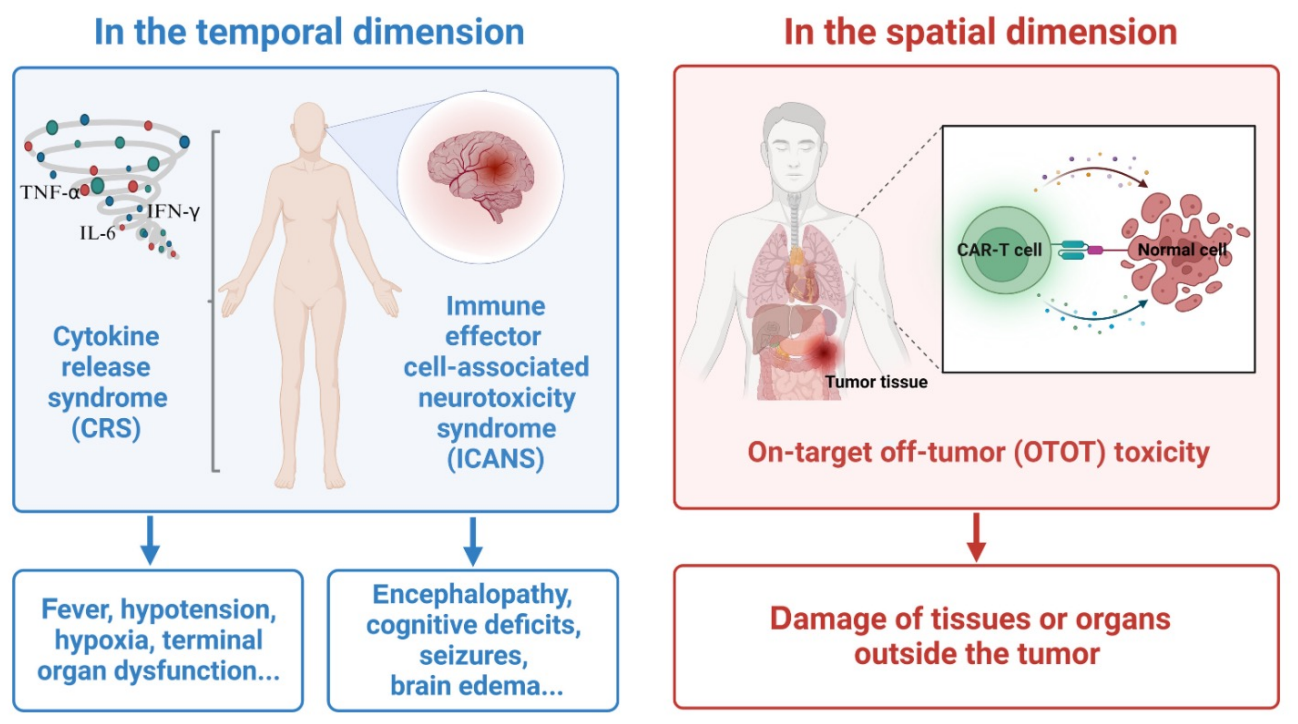 In the temporal dimension
TNF-α
IFN-γ
IL-6
Cytokine
release
syndrome
(CRS)
Immune
effector
cell-associated
neurotoxicity
syndrome
(ICANS)
Fever, hypotension,
hypoxia, terminal
organ dysfunction...
Encephalopathy,
cognitive deficits,
seizures,
brain edema...
In the spatial dimension
CAR-T cell
Normal cell
Tumor tissue
On-target off-tumor (OTOT) toxicity
Damage of tissues or organs
outside the tumor